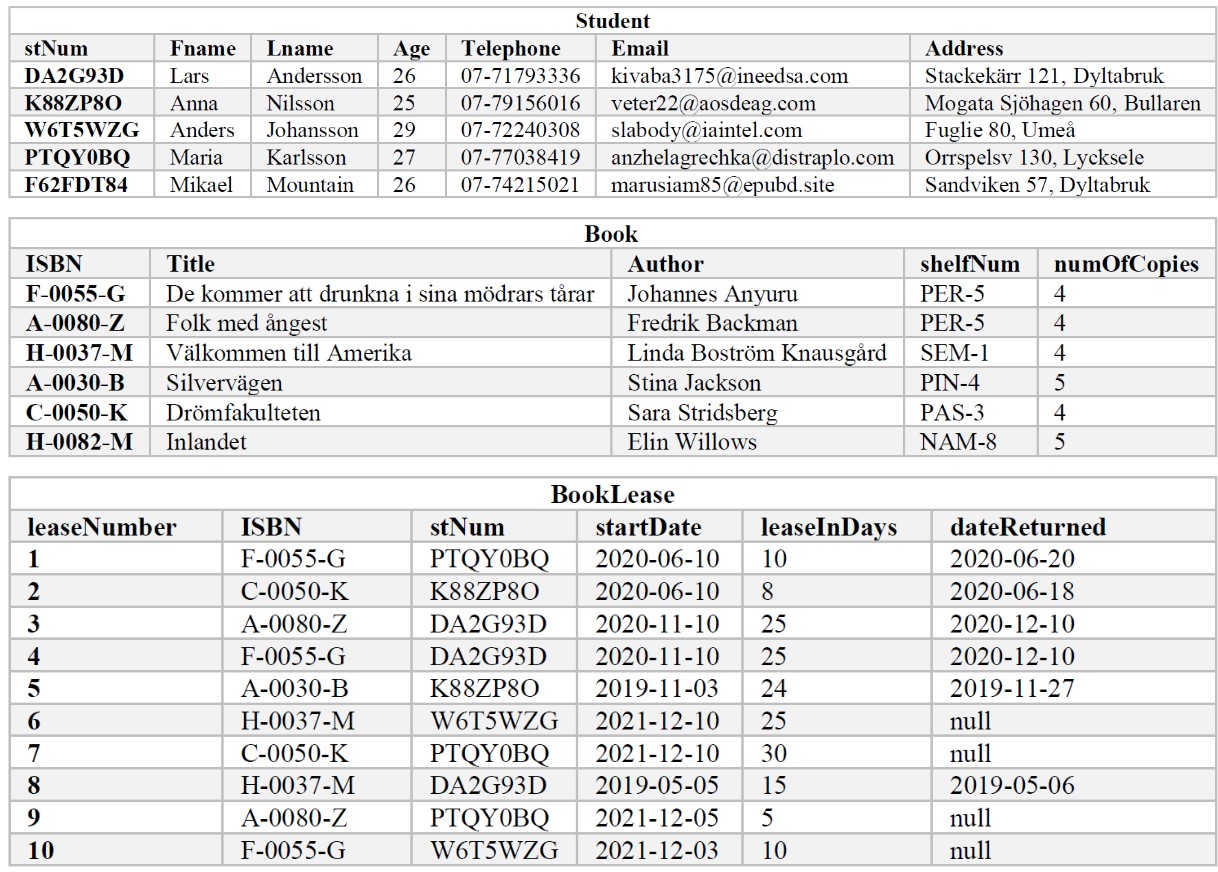 Student
stNum Fname Lname Age Telephone Email Address
DA2G93D Lars Andersson 26 07-71793336 kivaba3175@ineedsa.com Stackekärr 121, Dyltabruk
K88ZP8O Anna Nilsson 25 07-79156016 veter22@aosdeag.com Mogata Sjöhagen 60, Bullaren
W6T5WZG Anders Johansson 29 07-72240308 slabody@iaintel.com Fuglie 80, Umeå
PTQY0BQ Maria Karlsson 27 07-77038419 anzhelagrechka@distraplo.com Orrspelsv 130, Lycksele
F62FDT84 Mikael Mountain 26 07-74215021 marusiam85@epubd.site Sandviken 57, Dyltabruk
Book
ISBN Title Author shelfNum numOfCopies
F-0055-G De kommer att drunkna i sina mödrars tårar Johannes Anyuru PER-5 4
A-0080-Z Folk med ångest Fredrik Backman PER-5 4
H-0037-M Välkommen till Amerika Linda Boström Knausgård SEM-1 4
A-0030-B Silvervägen Stina Jackson PIN-4 5
C-0050-K Drömfakulteten Sara Stridsberg PAS-3 4
H-0082-M Inlandet Elin Willows NAM-8 5
BookLease
leaseNumber ISBN stNum startDate leaseInDays dateReturned
1 F-0055-G PTQY0BQ 2020-06-10 10 2020-06-20
2 C-0050-K K88ZP8O 2020-06-10 8 2020-06-18
3 A-0080-Z DA2G93D 2020-11-10 25 2020-12-10
4 F-0055-G DA2G93D 2020-11-10 25 2020-12-10
5 A-0030-B K88ZP8O 2019-11-03 24 2019-11-27
6 H-0037-M W6T5WZG 2021-12-10 25 null
7 C-0050-K PTQY0BQ 2021-12-10 30 null
8 H-0037-M DA2G93D 2019-05-05 15 2019-05-06
9 A-0080-Z PTQY0BQ 2021-12-05 5 null
10 F-0055-G W6T5WZG 2021-12-03 10 null